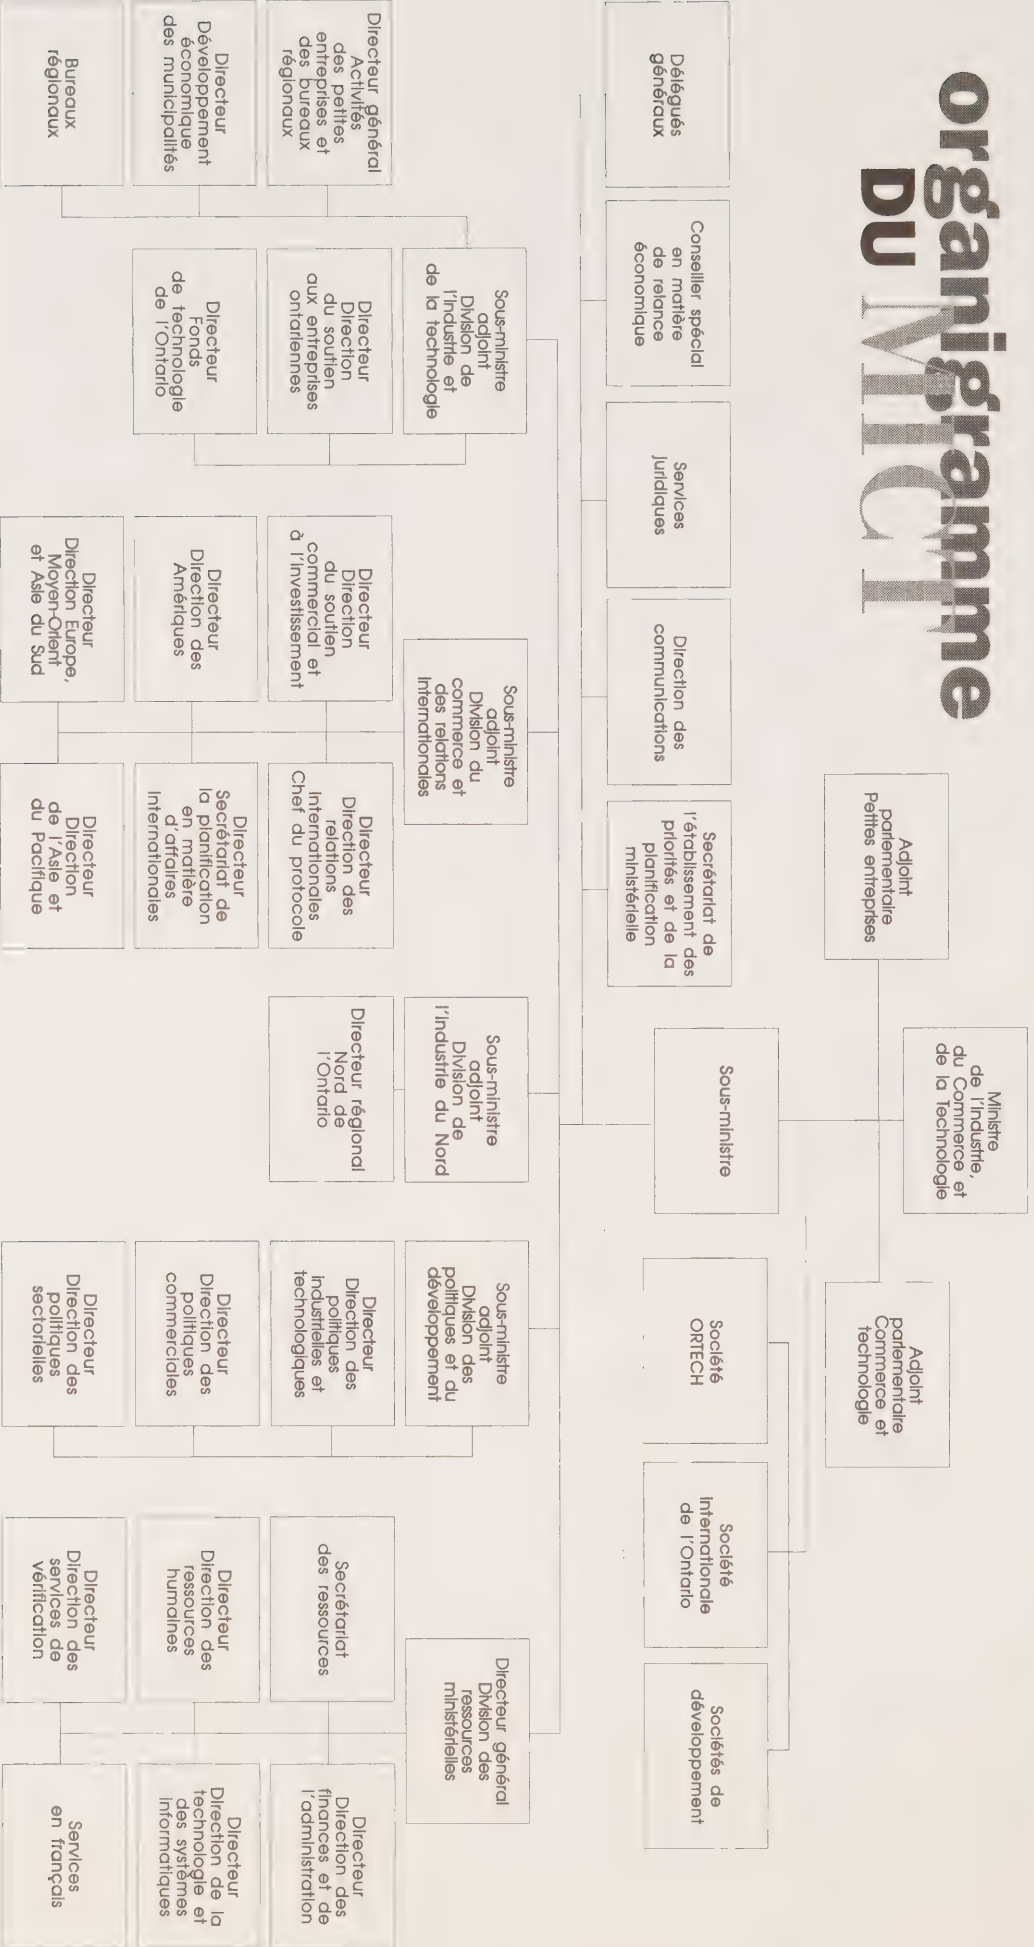 organigramme
DU MICT
Ministre
de l'Industrie,
du Commerce et
de la Technologie
Adjoint
parlementaire
Petites entreprises
Adjoint
parlementaire
Commerce et
technologie
Sous-ministre
Délégués
généraux
Conseiller spécial
en matière
de relance
économique
Services
juridiques
Direction des
communications
Secrétariat de
l'établissement des
priorités et de la
planification
ministérielle
Société
ORTECH
Société
Internationale
de l'Ontario
Sociétés de
développement
Sous-ministre
adjoint
Division de
l'industrie et
de la technologie
Directeur général
Activités
des petites
entreprises et
des bureaux
régionaux
Directeur
Développement
économique
des municipalités
Bureaux
régionaux
Directeur
Direction
du soutien
aux entreprises
ontariennes
Directeur
Fonds
de technologie
de l'Ontario
Sous-ministre
adjoint
Division du
commerce et
des relations
Internationales
Directeur
Direction
du soutien
commercial et
à l'investissement
Directeur
Direction des
relations
Internationales
Chef du protocole
Directeur
Direction des
Amériques
Directeur
Secrétariat de
la planification
en matière
d'affaires
Internationales
Directeur
Direction Europe,
Moyen-Orient
et Asie du Sud
Directeur
Direction
de l'Asie et
du Pacifique
Sous-ministre
adjoint
Division de
l'industrie du Nord
Directeur régional
Nord de
l'Ontario
Sous-ministre
adjoint
Division des
politiques et du
développement
Directeur
Direction des
politiques
industrielles et
technologiques
Directeur
Direction des
politiques
commerciales
Directeur
Direction des
politiques
sectorielles
Directeur général
Division des
ressources
ministérielles
Secrétariat
des ressources
Directeur
Direction des
finances et de
l'administration
Directeur
Direction des
ressources
humaines
Directeur
Direction de la
technologie et
des systèmes
informatiques
Directeur
Direction des
services de
vérification
Services
en français